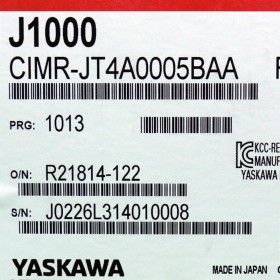 J1000
CIMR-JT4A0005BAA
PRG: 1013
KCC-RE
MANUF
YASKAWA
O/N: R21814-122
S/N: J0226L314010008
YASKAWA
MADE IN JAPAN